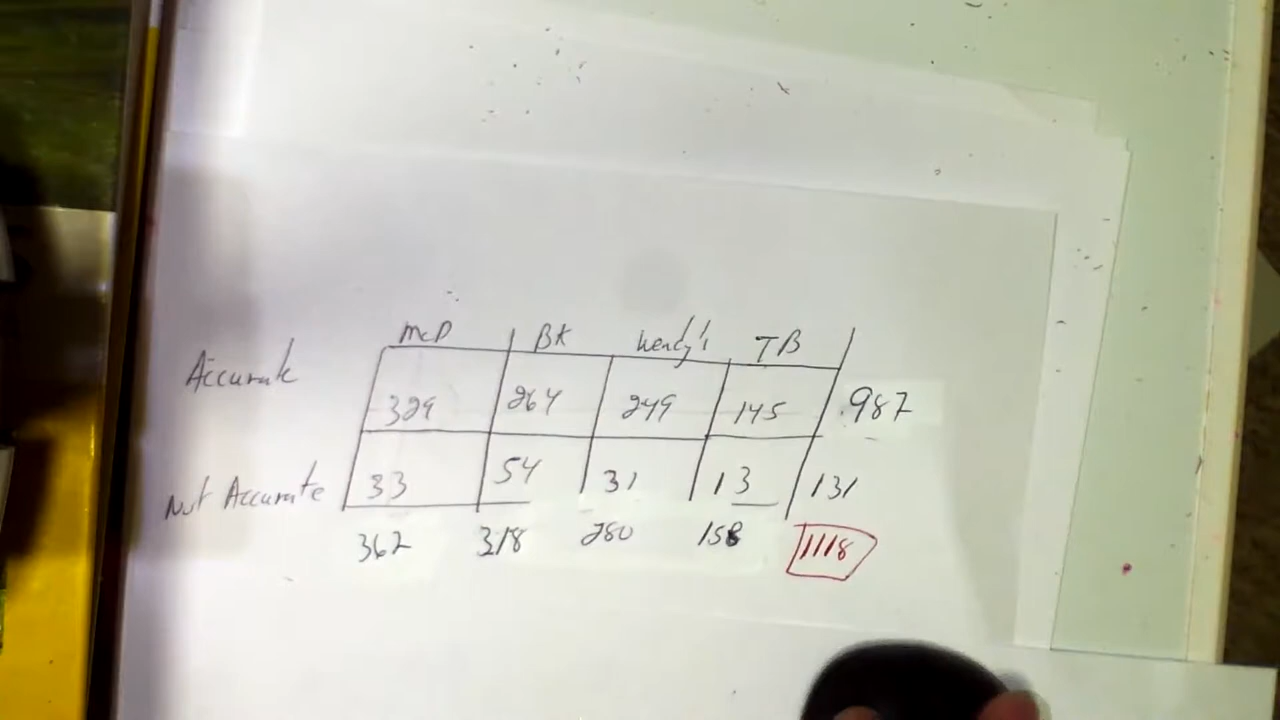 McD BK Wendy's TB
Accurate 329 264 249 145 987
Not Accurate 33 54 31 13 131
362 318 280 158 1118